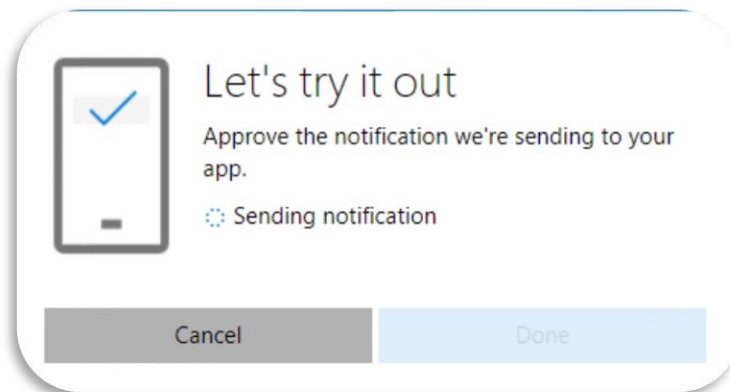 Let's try it out
Approve the notification we're sending to your
app.
Sending notification
Cancel
Done